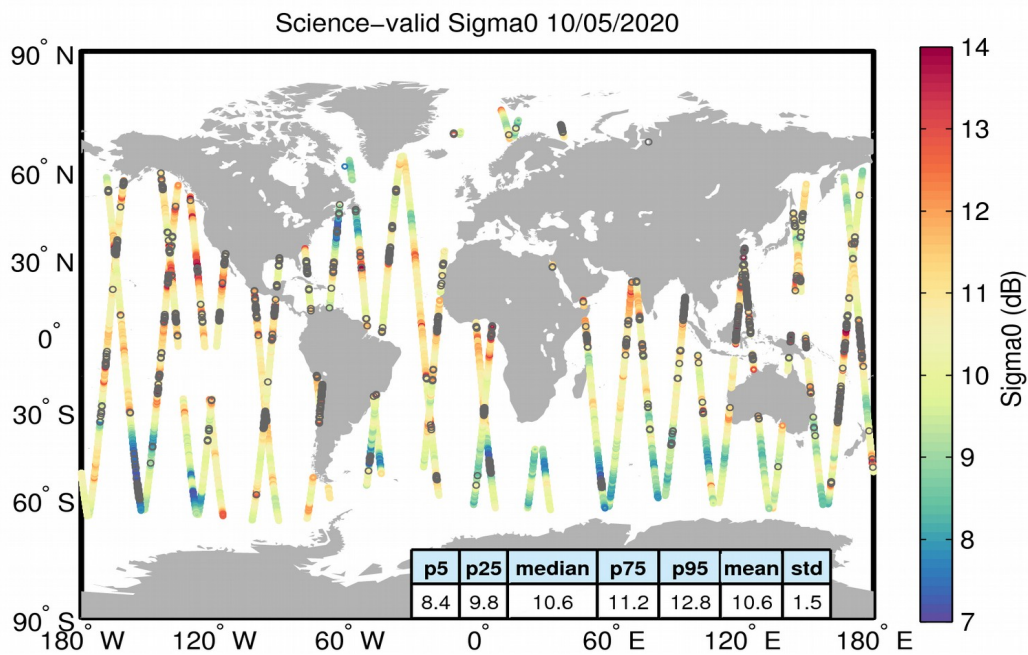 Science−valid Sigma0 10/05/2020
90° N
60° N
30° N
0°
30° S
60° S
90° S
180° W
120° W
60° W
0°
60° E
120° E
180° E
p5 p25 median p75 p95 mean std
8.4 9.8 10.6 11.2 12.8 10.6 1.5
14
13
12
11
10
9
8
7
Sigma0 (dB)